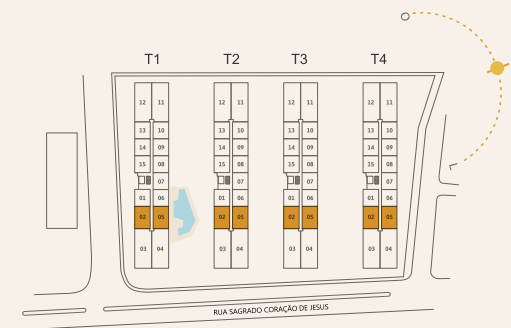 T1 T2 T3 T4
12 11 12 11 12 11 12 11
13 10 13 10 13 10 13 10
14 09 14 09 14 09 14 09
15 08 15 08 15 08 15 08
07 07 07 07
01 06 01 06 01 06 01 06
02 05 02 05 02 05 02 05
03 04 03 04 03 04 03 04
RUA SAGRADO CORAÇÃO DE JESUS